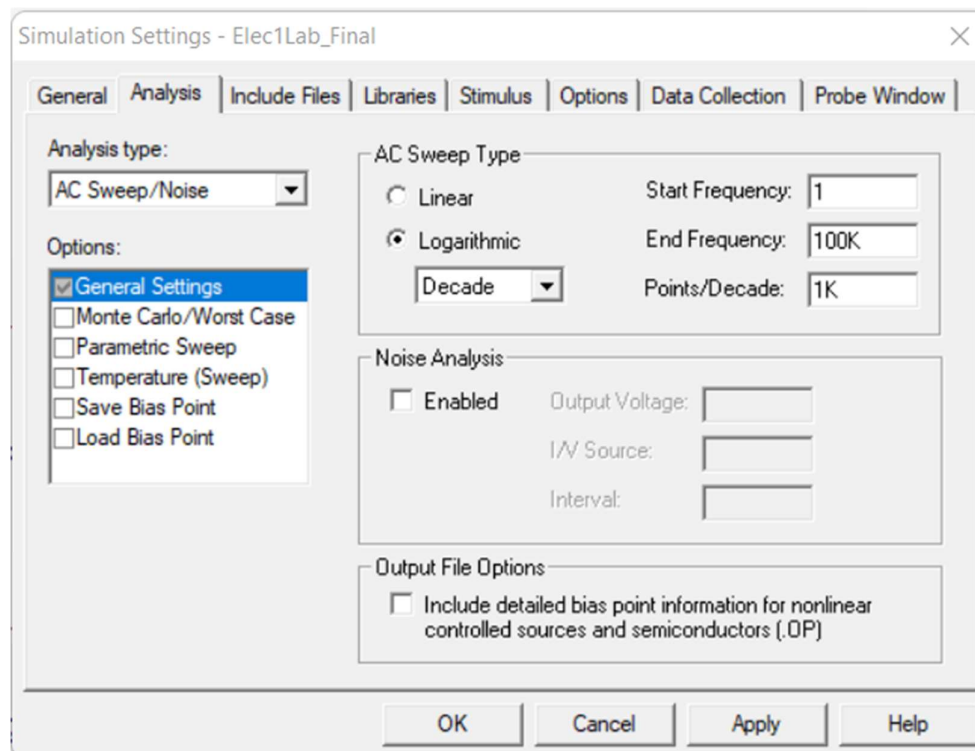 Simulation Settings - Elec1Lab_Final
General
Analysis
Include Files
Libraries
Stimulus
Options
Data Collection
Probe Window
Analysis type:
AC Sweep/Noise
Options:
General Settings
Monte Carlo/Worst Case
Parametric Sweep
Temperature (Sweep)
Save Bias Point
Load Bias Point
AC Sweep Type
Linear
Logarithmic
Decade
Start Frequency: 1
End Frequency: 100K
Points/Decade: 1K
Noise Analysis
Enabled
Output Voltage:
I/V Source:
Interval:
Output File Options
Include detailed bias point information for nonlinear
controlled sources and semiconductors (.OP)
OK
Cancel
Apply
Help